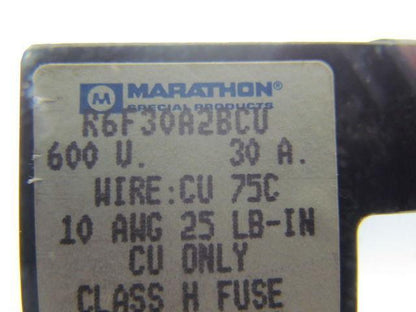 M MARATHON®
SPECIAL PRODUCTS
R6F30A2BCU
600 V. 30 A.
WIRE:CU 75C
10 AWG 25 LB-IN
CU ONLY
CLASS H FUSE